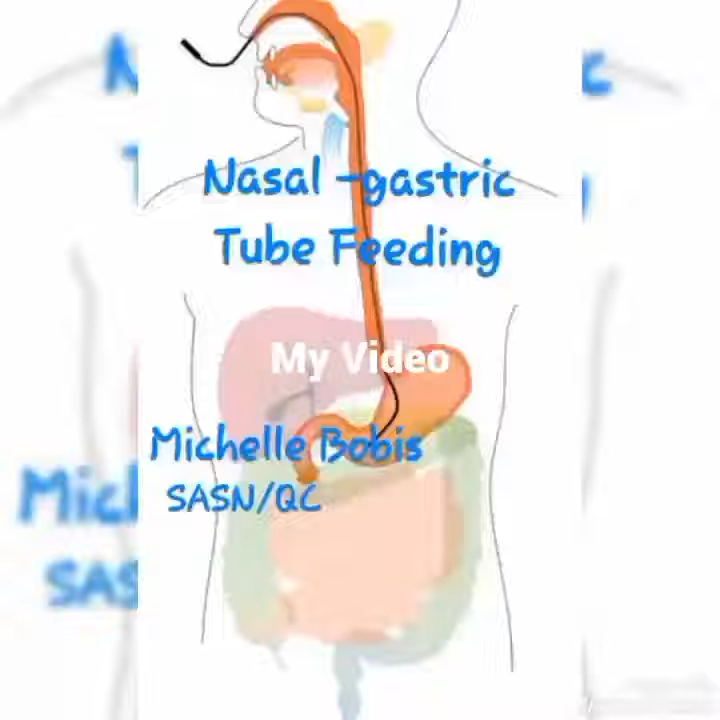 Nasal -gastric
Tube Feeding
My Video
Michelle Bobis
SASN/QC